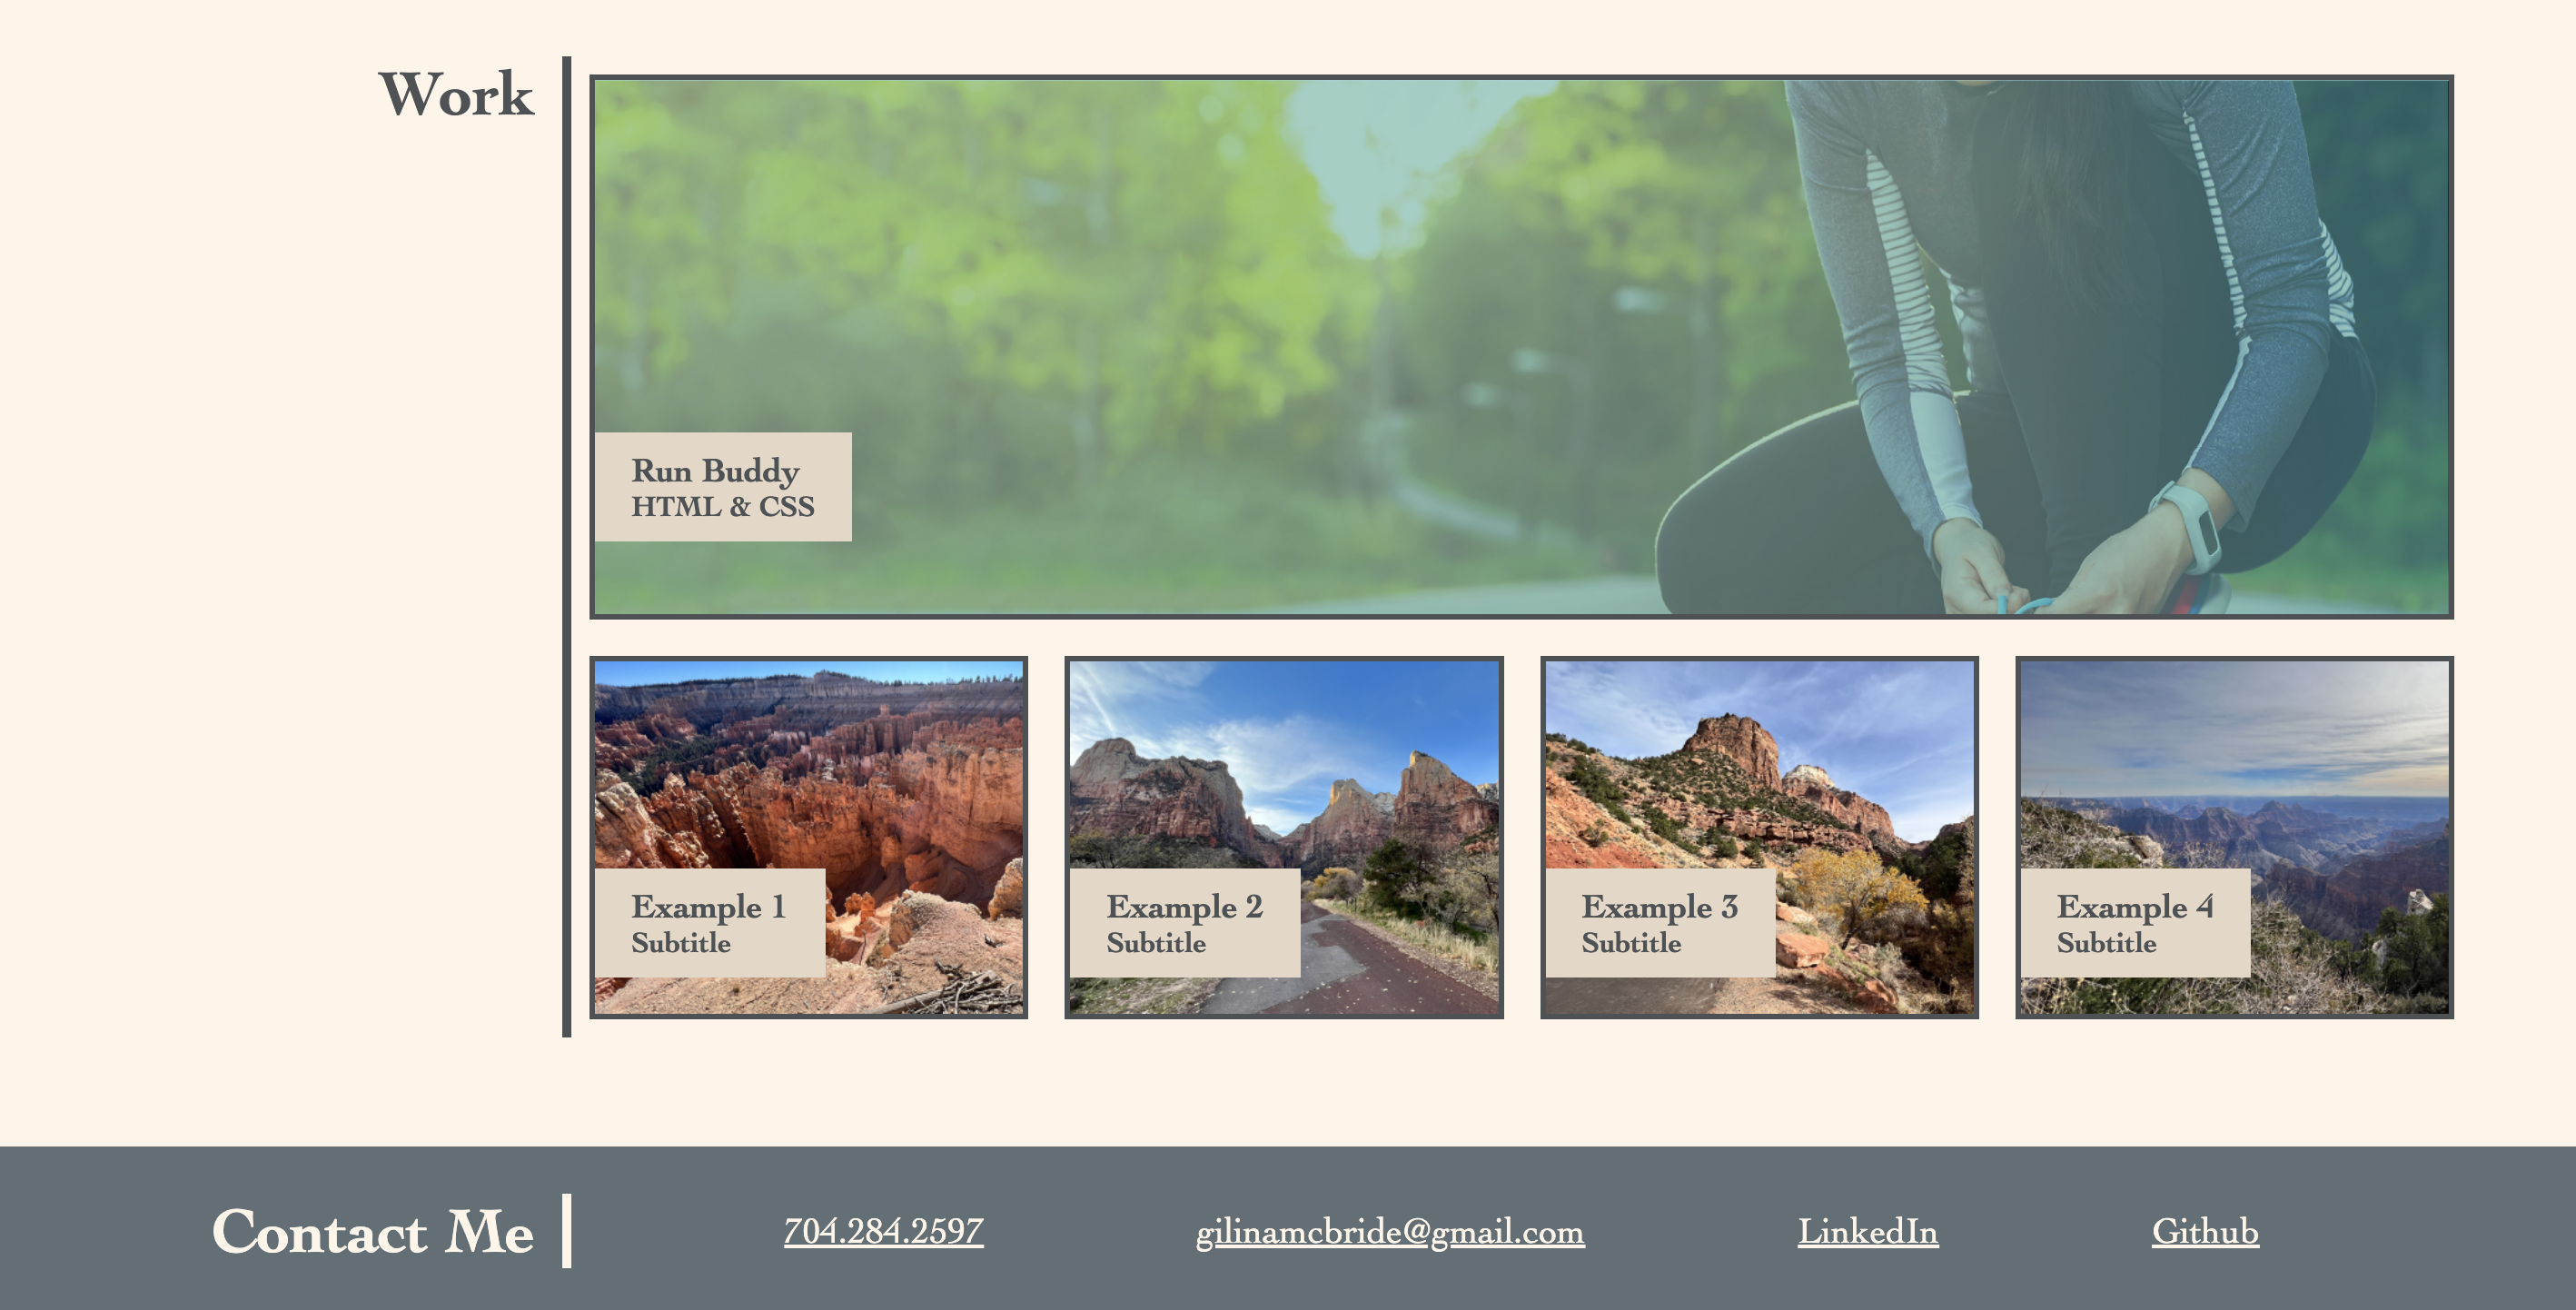 Work
Run Buddy
HTML & CSS
Example 1
Subtitle
Example 2
Subtitle
Example 3
Subtitle
Example 4
Subtitle
Contact Me
704.284.2597
gilinamcbride@gmail.com
LinkedIn
Github